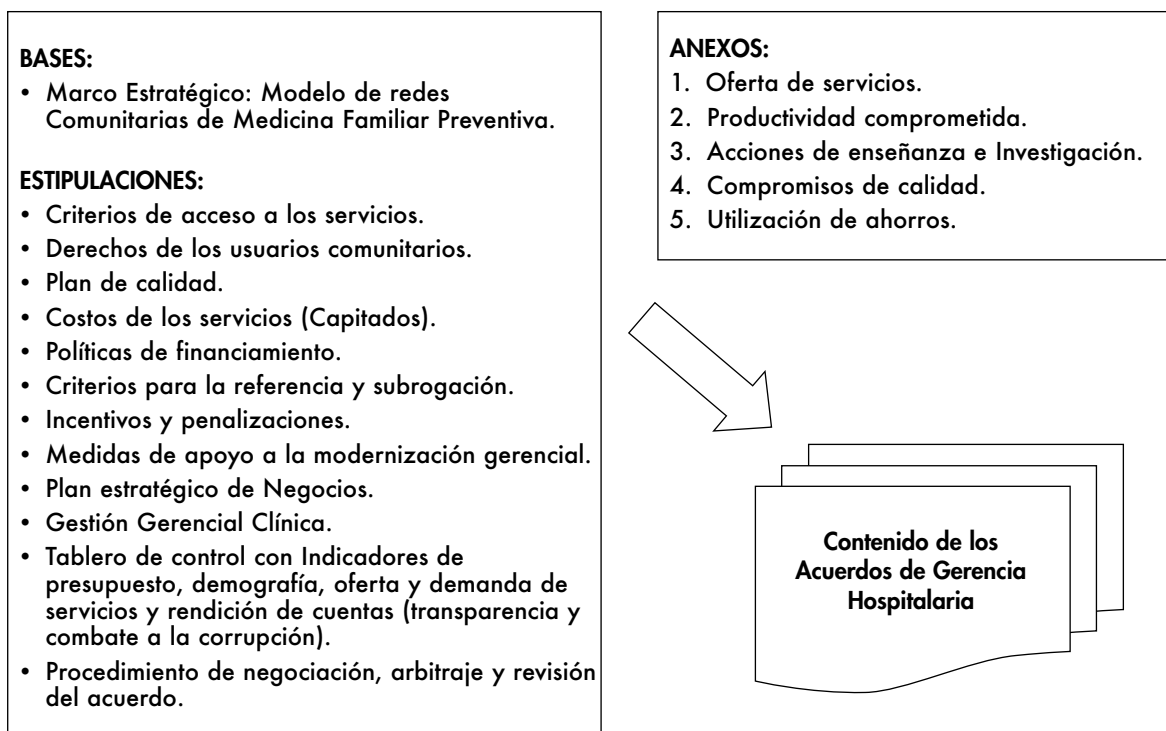 BASES:
• Marco Estratégico: Modelo de redes
Comunitarias de Medicina Familiar Preventiva.
ESTIPULACIONES:
• Criterios de acceso a los servicios.
• Derechos de los usuarios comunitarios.
• Plan de calidad.
• Costos de los servicios (Capitados).
• Políticas de financiamiento.
• Criterios para la referencia y subrogación.
• Incentivos y penalizaciones.
• Medidas de apoyo a la modernización gerencial.
• Plan estratégico de Negocios.
• Gestión Gerencial Clínica.
• Tablero de control con Indicadores de
presupuesto, demografía, oferta y demanda de
servicios y rendición de cuentas (transparencia y
combate a la corrupción).
• Procedimiento de negociación, arbitraje y revisión
del acuerdo.
ANEXOS:
1. Oferta de servicios.
2. Productividad comprometida.
3. Acciones de enseñanza e Investigación.
4. Compromisos de calidad.
5. Utilización de ahorros.
Contenido de los
Acuerdos de Gerencia
Hospitalaria